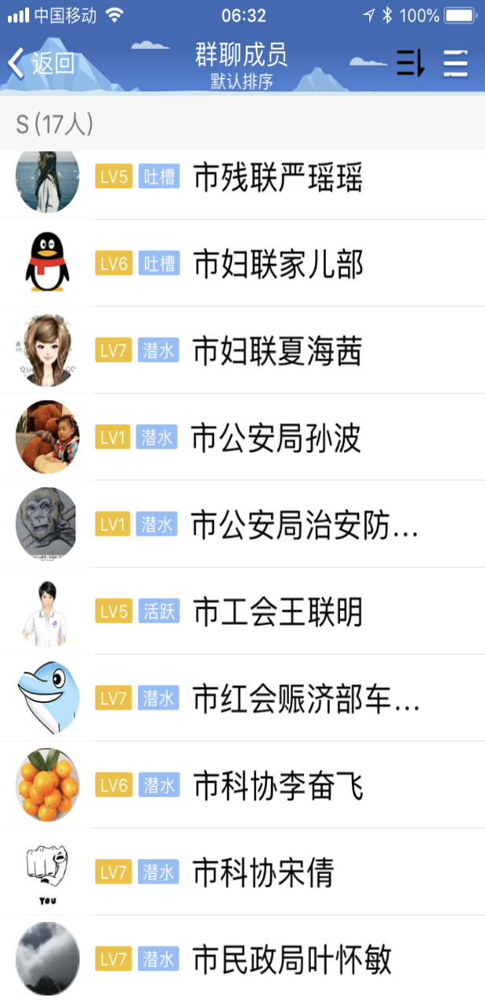 中国移动 06:32 100%
返回 群聊成员
默认排序
S(17人)
LV5 吐槽 市残联严瑶瑶
LV6 吐槽 市妇联家儿部
LV7 潜水 市妇联夏海茜
LV1 潜水 市公安局孙波
LV1 潜水 市公安局治安防...
LV5 活跃 市工会王联明
LV7 潜水 市红会赈济部车...
LV6 潜水 市科协李奋飞
YOU
LV7 潜水 市科协宋倩
LV7 潜水 市民政局叶怀敏